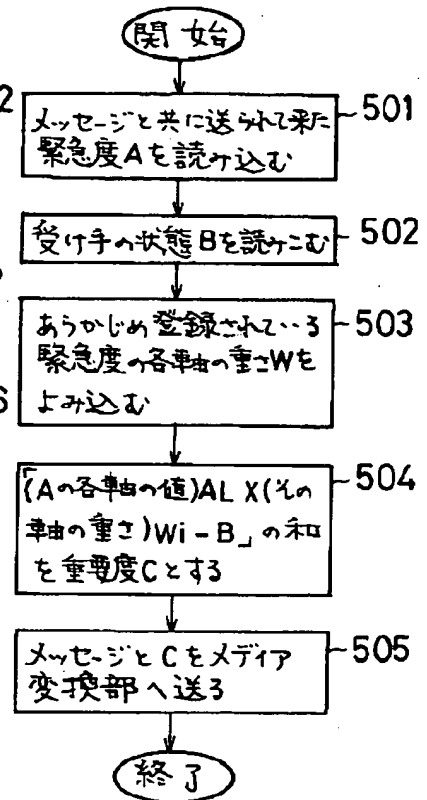 開始
メッセージと共に送られて来た
緊急度Aを読み込む
501
受け手の状態Bを読みこむ
502
あらかじめ登録されている
緊急度の各軸の重さWを
よみ込む
503
「(Aの各軸の値)AL X(その
軸の重さ)Wi-B」の和
を重要度Cとする
504
メッセージとCをメディア
変換部へ送る
505
終了